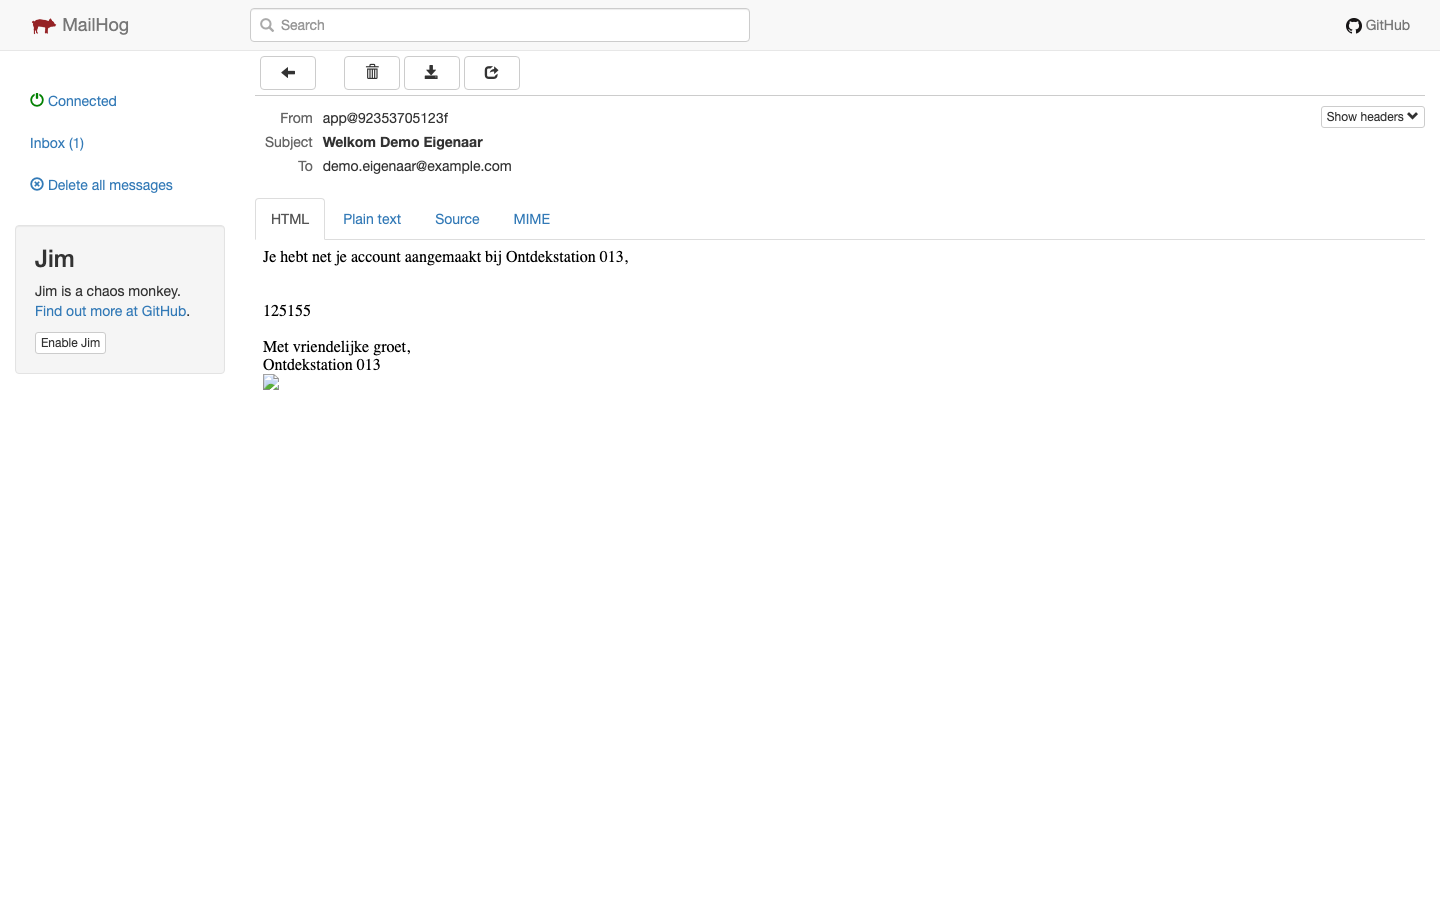 MailHog
Search
GitHub
Connected
Inbox (1)
Delete all messages
Jim
Jim is a chaos monkey.
Find out more at GitHub.
Enable Jim
From app@92353705123f
Show headers
Subject Welkom Demo Eigenaar
To demo.eigenaar@example.com
HTML Plain text Source MIME
Je hebt net je account aangemaakt bij Ontdekstation 013,
125155
Met vriendelijke groet,
Ontdekstation 013